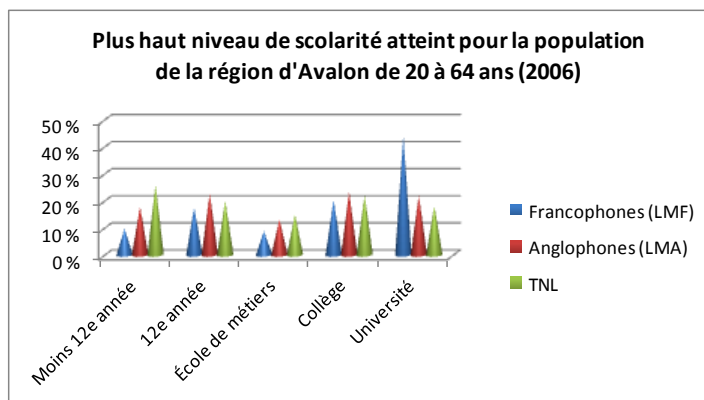 Plus haut niveau de scolarité atteint pour la population
de la région d'Avalon de 20 à 64 ans (2006)
50 %
40 %
30 %
20 %
10 %
0 %
Moins 12e année
12e année
École de métiers
Collège
Université
Francophones (LMF)
Anglophones (LMA)
TNL